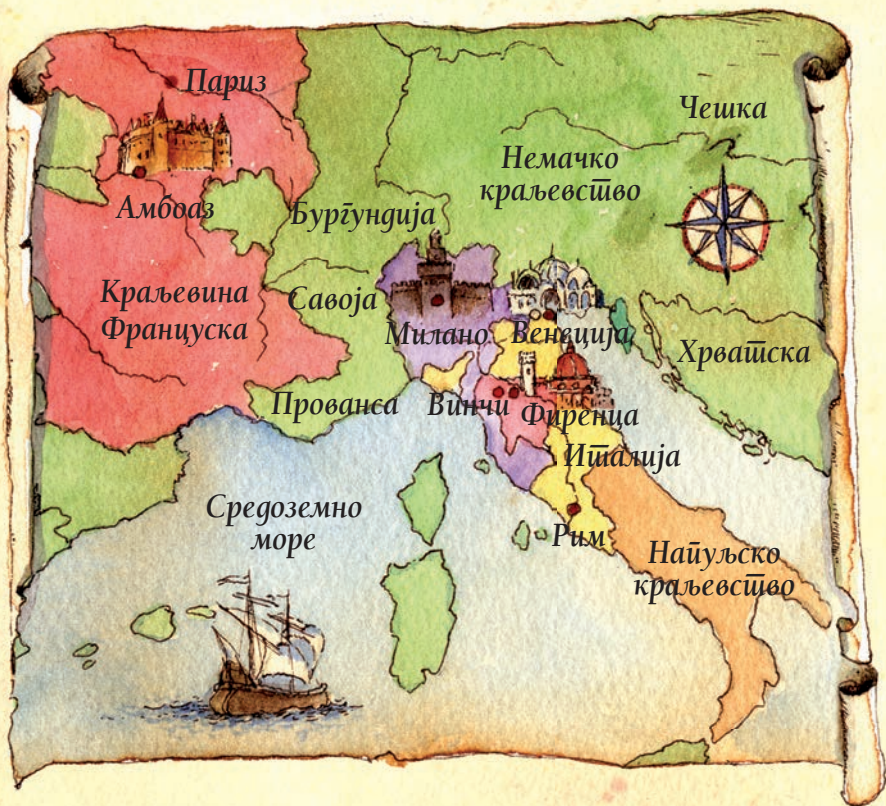 Париз
Чешка
Немачко
краљевство
Амбоаз
Бургундија
Краљевина
Француска
Савоја
Милано
Венеција
Хрватска
Прованса
Винчи
Фиренца
Италија
Средоземно
море
Рим
Напуљско
краљевство